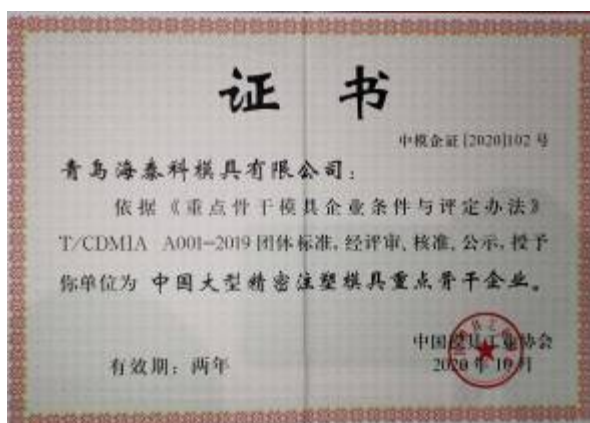 证书
中模企证[2020]102号
青岛海泰科模具有限公司：
依据《重点骨干模具企业条件与评定办法》
T/CDMIA A001-2019团体标准，经评审、核准、公示，授予
你单位为 中国大型精密注塑模具重点骨干企业。
中国模具工业协会
有效期：两年
2020年10月